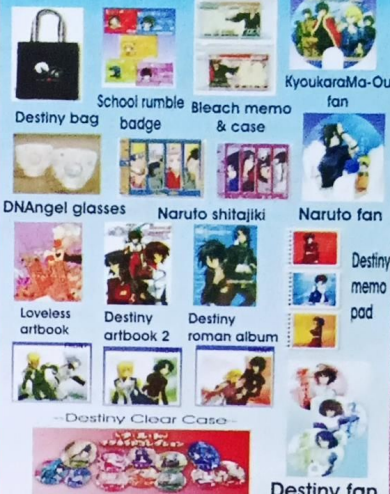 Destiny bag
School rumble
badge
Bleach memo
& case
KyoukaraMa-Ou
fan
DNAngel glasses
Naruto shitajiki
Naruto fan
Loveless
artbook
Destiny
artbook 2
Destiny
roman album
Destiny
memo
pad
--Destiny Clear Case--
Destiny fan